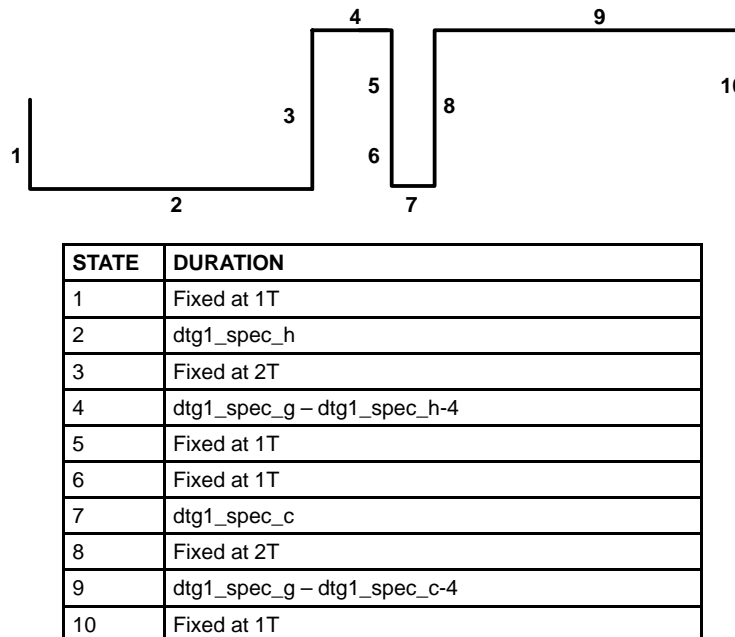 4
9
5
10
3
8
1
6
2
7
STATE DURATION
1 Fixed at 1T
2 dtg1_spec_h
3 Fixed at 2T
4 dtg1_spec_g – dtg1_spec_h-4
5 Fixed at 1T
6 Fixed at 1T
7 dtg1_spec_c
8 Fixed at 2T
9 dtg1_spec_g – dtg1_spec_c-4
10 Fixed at 1T